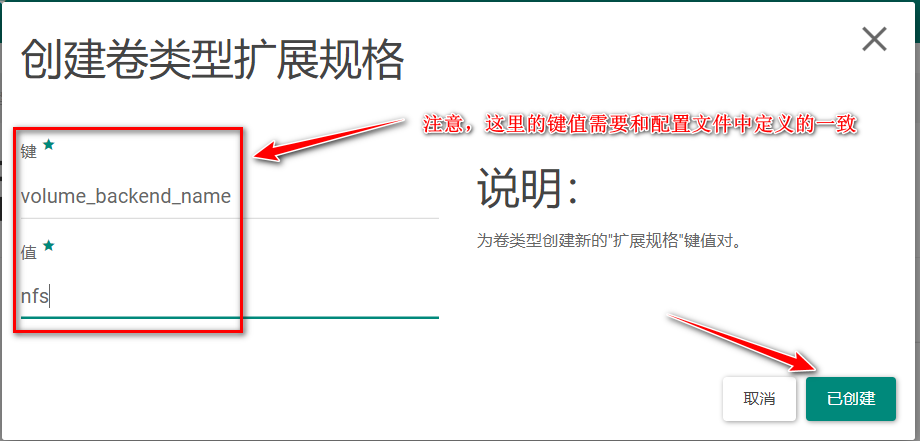 创建卷类型扩展规格
注意，这里的键值需要和配置文件中定义的一致
键
volume_backend_name
值
nfs
说明：
为卷类型创建新的"扩展规格"键值对。
取消
已创建